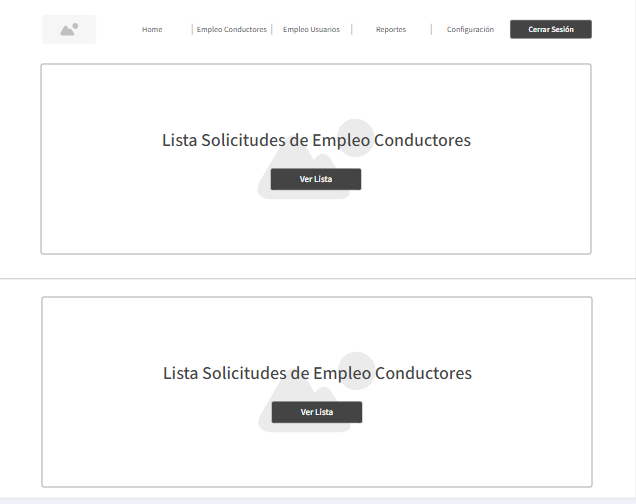 Home | Empleo Conductores | Empleo Usuarios | Reportes | Configuración Cerrar Sesión
Lista Solicitudes de Empleo Conductores
Ver Lista
Lista Solicitudes de Empleo Conductores
Ver Lista